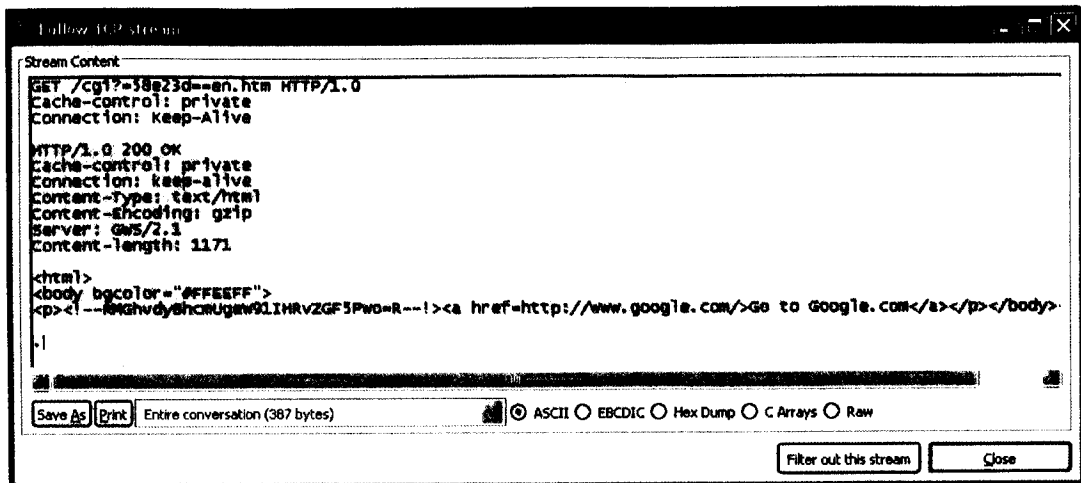 Follow TCP stream
Stream Content
GET /cgi?=58e23d==en.htm HTTP/1.0
Cache-control: private
Connection: Keep-Alive
HTTP/1.0 200 OK
Cache-control: private
Connection: keep-alive
Content-Type: text/html
Content-Encoding: gzip
Server: GWS/2.1
Content-length: 1171
<html>
<body bgcolor="#FFEEFF">
<p><!--<a href=http://www.google.com/>Go to Google.com</a></p></body>
Save As Print Entire conversation (387 bytes) ASCII EBCDIC Hex Dump C Arrays Raw
Filter out this stream Close